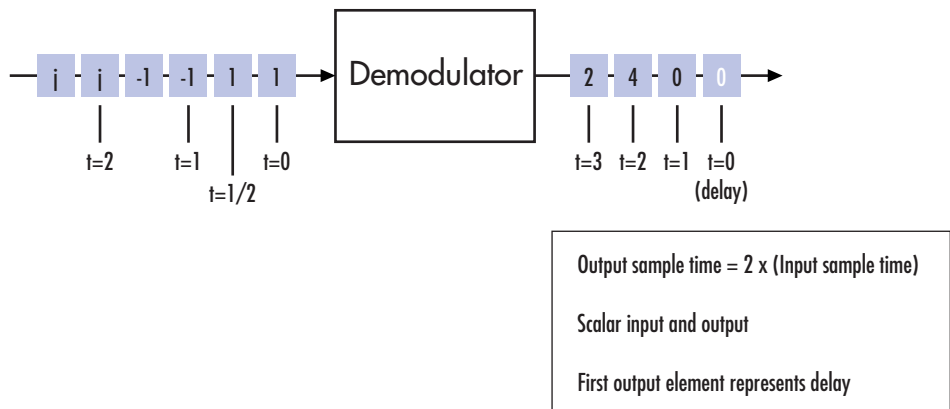 j j -1 -1 1 1
Demodulator
2 4 0 0
t=2 t=1 t=0
t=1/2
t=3 t=2 t=1 t=0
(delay)
Output sample time = 2 x (Input sample time)
Scalar input and output
First output element represents delay